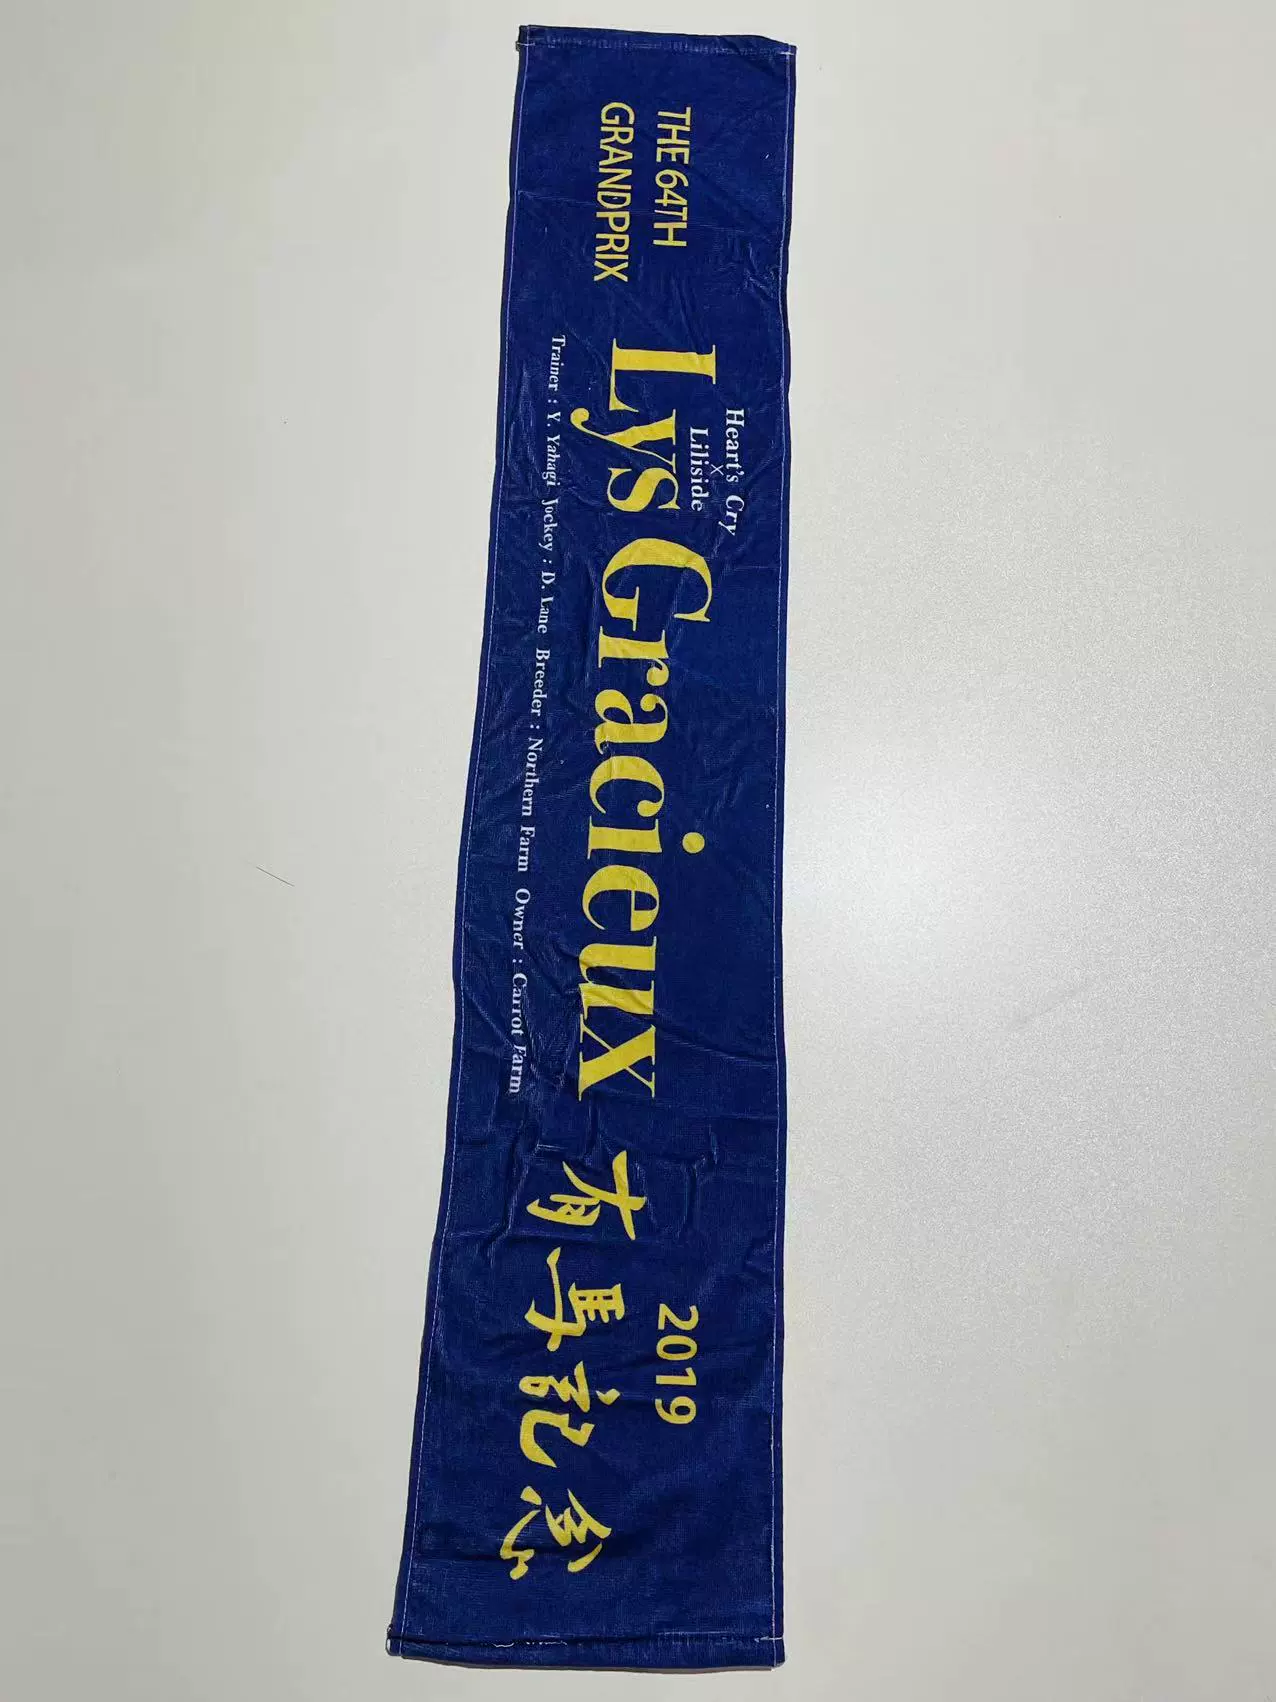 THE 64TH
GRANDPRIX
Heart's Cry
×
Liliside
Lys Gracieux
Trainer : Y. Yahagi Jockey : D. Lane Breeder : Northern Farm Owner : Carrot Farm
2019
有馬記念